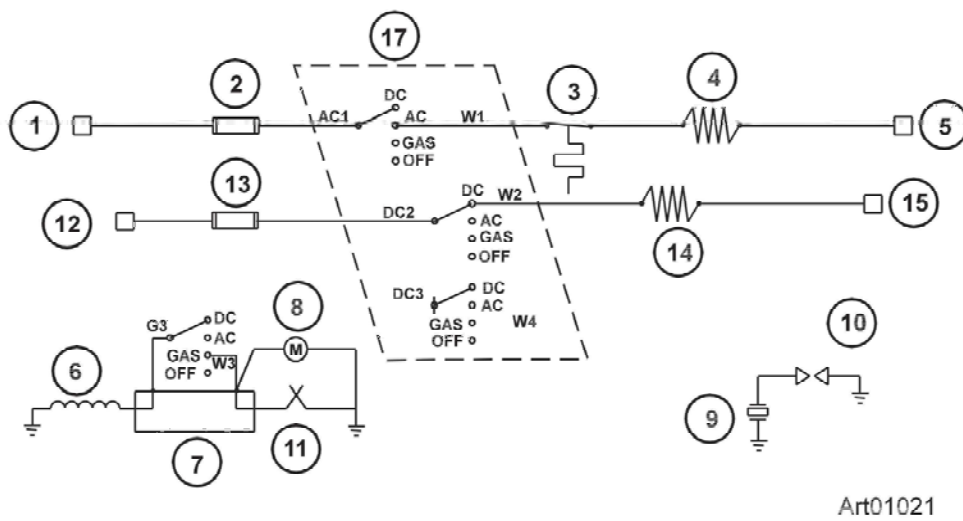 17
2
3
4
1
AC1
DC
AC
W1
5
GAS
OFF
13
12
DC2
DC
W2
15
AC
GAS
OFF
14
DC3
DC
AC
GAS
W4
OFF
8
10
G3
DC
AC
GAS
W3
OFF
M
6
9
7
11
Art01021